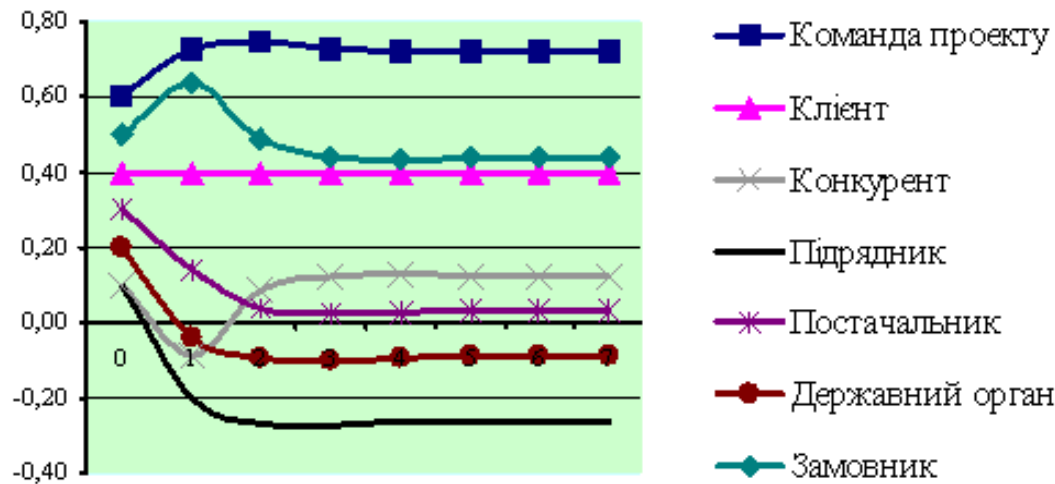 0,80
0,60
0,40
0,20
0,00
-0,20
-0,40
0 1 2 3 4 5 6 7
Команда проекту
Клієнт
Конкурент
Підрядник
Постачальник
Державний орган
Замовник